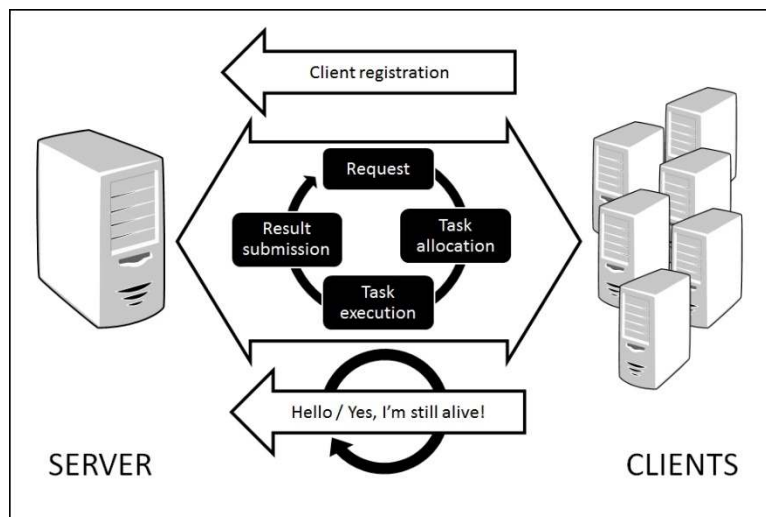 Client registration
Request
Result
submission
Task
allocation
Task
execution
Hello / Yes, I'm still alive!
SERVER
CLIENTS